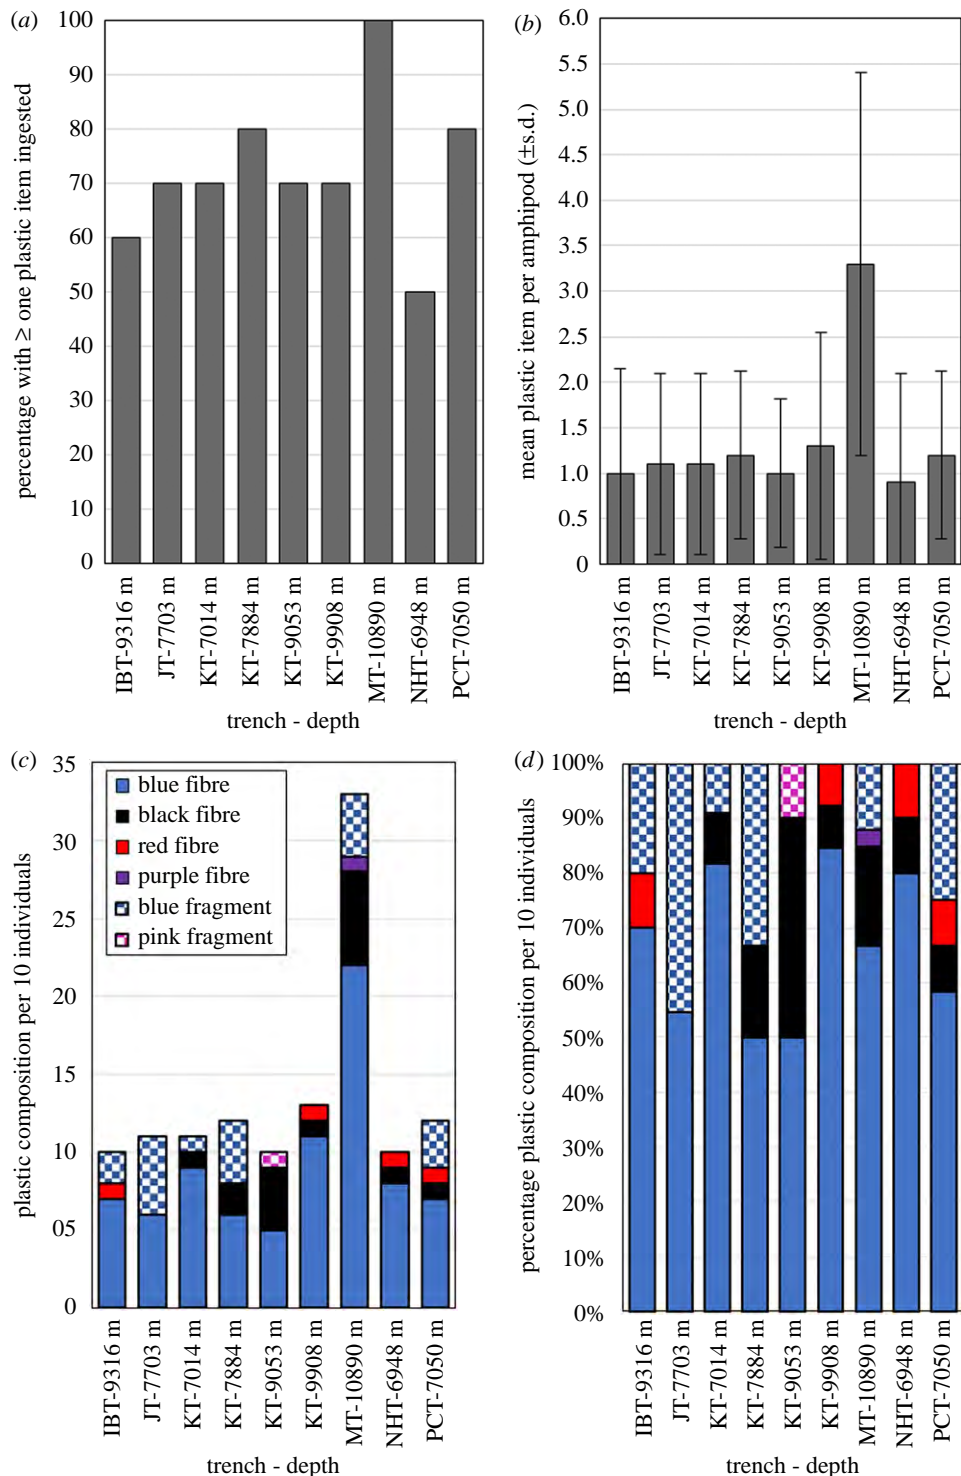 (a)
percentage with ≥ one plastic item ingested
100
100
90
80
70
60
50
40
30
20
10
0
IBT-9316 m
JT-7703 m
KT-7014 m
KT-7884 m
KT-9053 m
KT-9908 m
MT-10890 m
NHT-6948 m
PCT-7050 m
trench - depth
(b)
mean plastic item per amphipod (±s.d.)
6.0
5.5
5.0
4.5
4.0
3.5
3.0
2.5
2.0
1.5
1.0
0.5
0
IBT-9316 m
JT-7703 m
KT-7014 m
KT-7884 m
KT-9053 m
KT-9908 m
MT-10890 m
NHT-6948 m
PCT-7050 m
trench - depth
(c)
plastic composition per 10 individuals
35
30
25
20
15
10
05
0
blue fibre
black fibre
red fibre
purple fibre
blue fragment
pink fragment
IBT-9316 m
JT-7703 m
KT-7014 m
KT-7884 m
KT-9053 m
KT-9908 m
MT-10890 m
NHT-6948 m
PCT-7050 m
trench - depth
(d)
percentage plastic composition per 10 individuals
100%
90%
80%
70%
60%
50%
40%
30%
20%
10%
0%
IBT-9316 m
JT-7703 m
KT-7014 m
KT-7884 m
KT-9053 m
KT-9908 m
MT-10890 m
NHT-6948 m
PCT-7050 m
trench - depth